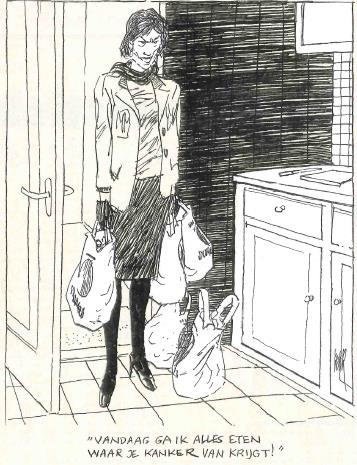 "VANDAAG GA IK ALLES ETEN
WAAR JE KANKER VAN KRIJGT!"